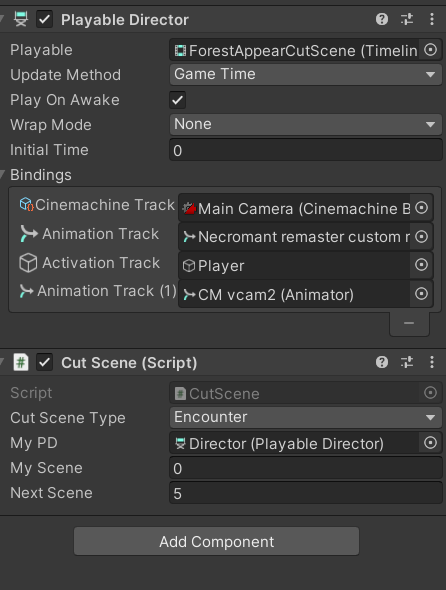 Playable Director
Playable ForestAppearCutScene (Timelin
Update Method Game Time
Play On Awake
Wrap Mode None
Initial Time 0
Bindings
Cinemachine Track Main Camera (Cinemachine B
Animation Track Necromant remaster custom r
Activation Track Player
Animation Track (1) CM vcam2 (Animator)
Cut Scene (Script)
Script CutScene
Cut Scene Type Encounter
My PD Director (Playable Director)
My Scene 0
Next Scene 5
Add Component